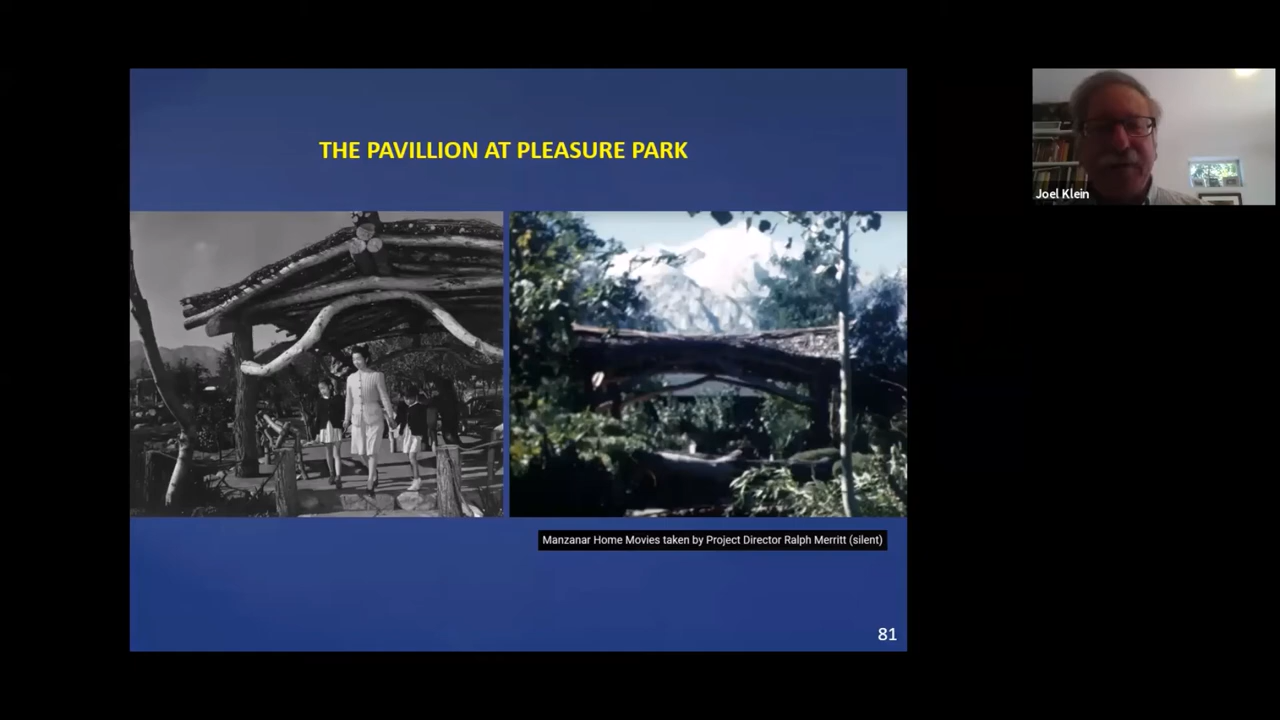 THE PAVILLION AT PLEASURE PARK
Joel Klein
Manzanar Home Movies taken by Project Director Ralph Merritt (silent)
81